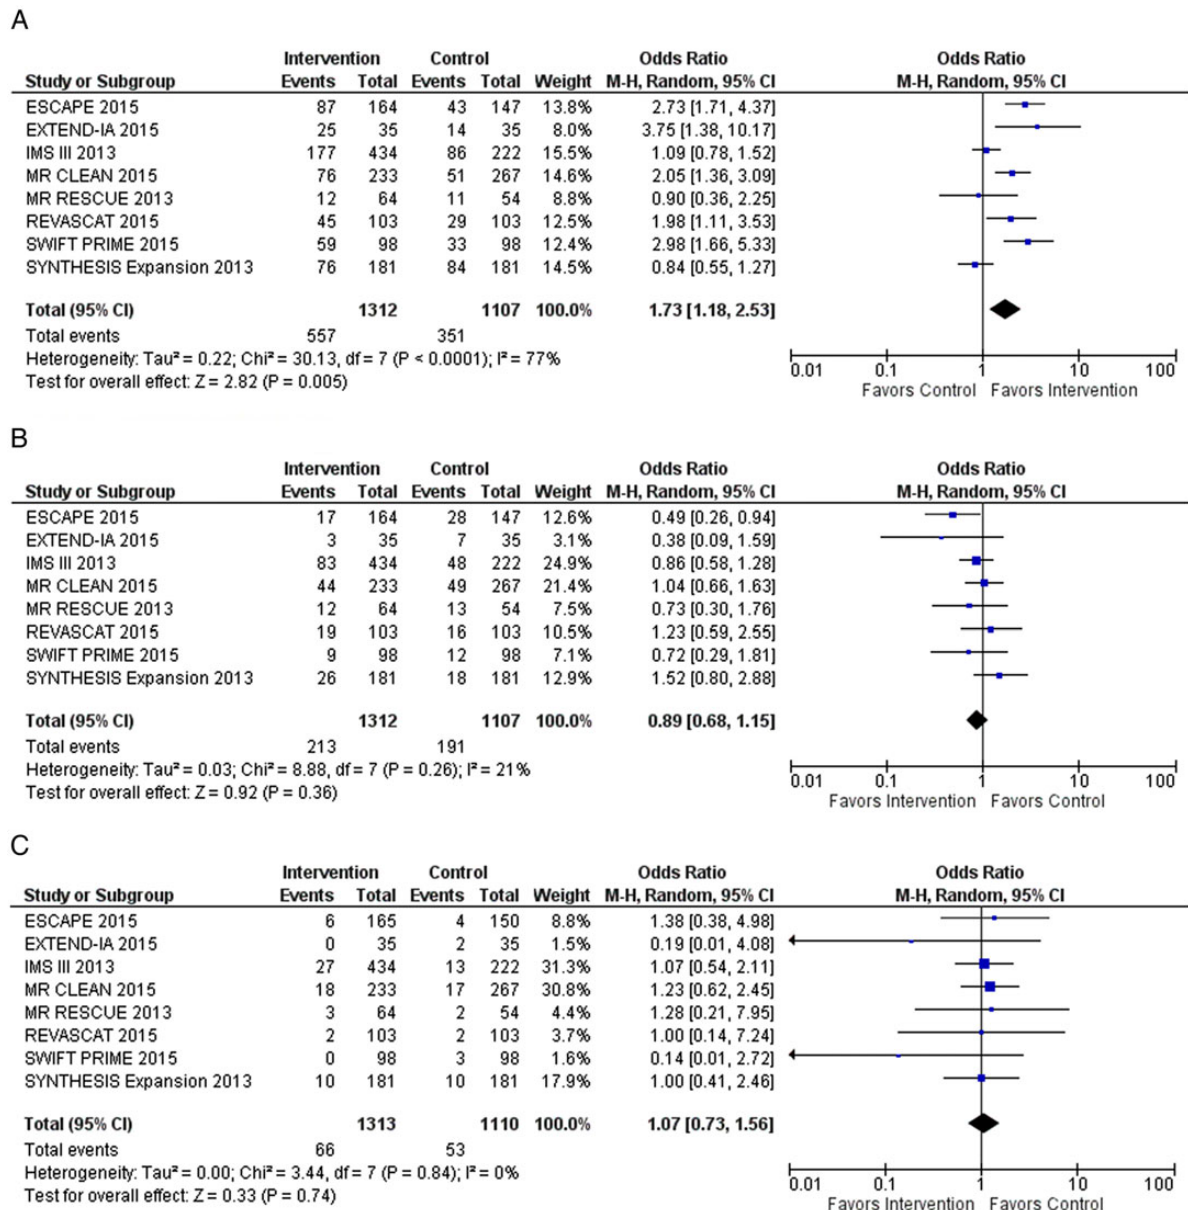 A
Intervention Control Odds Ratio Odds Ratio
Study or Subgroup Events Total Events Total Weight M-H, Random, 95% CI M-H, Random, 95% CI
ESCAPE 2015 87 164 43 147 13.8% 2.73 [1.71, 4.37]
EXTEND-IA 2015 25 35 14 35 8.0% 3.75 [1.38, 10.17]
IMS III 2013 177 434 86 222 15.5% 1.09 [0.78, 1.52]
MR CLEAN 2015 76 233 51 267 14.6% 2.05 [1.36, 3.09]
MR RESCUE 2013 12 64 11 54 8.8% 0.90 [0.36, 2.25]
REVASCAT 2015 45 103 29 103 12.5% 1.98 [1.11, 3.53]
SWIFT PRIME 2015 59 98 33 98 12.4% 2.98 [1.66, 5.33]
SYNTHESIS Expansion 2013 76 181 84 181 14.5% 0.84 [0.55, 1.27]
Total (95% CI) 1312 1107 100.0% 1.73 [1.18, 2.53]
Total events 557 351
Heterogeneity: Tau² = 0.22; Chi² = 30.13, df = 7 (P < 0.0001); I² = 77%
Test for overall effect: Z = 2.82 (P = 0.005)
0.01 0.1 1 10 100
Favors Control Favors Intervention
B
Intervention Control Odds Ratio Odds Ratio
Study or Subgroup Events Total Events Total Weight M-H, Random, 95% CI M-H, Random, 95% CI
ESCAPE 2015 17 164 28 147 12.6% 0.49 [0.26, 0.94]
EXTEND-IA 2015 3 35 7 35 3.1% 0.38 [0.09, 1.59]
IMS III 2013 83 434 48 222 24.9% 0.86 [0.58, 1.28]
MR CLEAN 2015 44 233 49 267 21.4% 1.04 [0.66, 1.63]
MR RESCUE 2013 12 64 13 54 7.5% 0.73 [0.30, 1.76]
REVASCAT 2015 19 103 16 103 10.5% 1.23 [0.59, 2.55]
SWIFT PRIME 2015 9 98 12 98 7.1% 0.72 [0.29, 1.81]
SYNTHESIS Expansion 2013 26 181 18 181 12.9% 1.52 [0.80, 2.88]
Total (95% CI) 1312 1107 100.0% 0.89 [0.68, 1.15]
Total events 213 191
Heterogeneity: Tau² = 0.03; Chi² = 8.88, df = 7 (P = 0.26); I² = 21%
Test for overall effect: Z = 0.92 (P = 0.36)
0.01 0.1 1 10 100
Favors Intervention Favors Control
C
Intervention Control Odds Ratio Odds Ratio
Study or Subgroup Events Total Events Total Weight M-H, Random, 95% CI M-H, Random, 95% CI
ESCAPE 2015 6 165 4 150 8.8% 1.38 [0.38, 4.98]
EXTEND-IA 2015 0 35 2 35 1.5% 0.19 [0.01, 4.08]
IMS III 2013 27 434 13 222 31.3% 1.07 [0.54, 2.11]
MR CLEAN 2015 18 233 17 267 30.8% 1.23 [0.62, 2.45]
MR RESCUE 2013 3 64 2 54 4.4% 1.28 [0.21, 7.95]
REVASCAT 2015 2 103 2 103 3.7% 1.00 [0.14, 7.24]
SWIFT PRIME 2015 0 98 3 98 1.6% 0.14 [0.01, 2.72]
SYNTHESIS Expansion 2013 10 181 10 181 17.9% 1.00 [0.41, 2.46]
Total (95% CI) 1313 1110 100.0% 1.07 [0.73, 1.56]
Total events 66 53
Heterogeneity: Tau² = 0.00; Chi² = 3.44, df = 7 (P = 0.84); I² = 0%
Test for overall effect: Z = 0.33 (P = 0.74)
0.01 0.1 1 10 100
Favors Intervention Favors Control